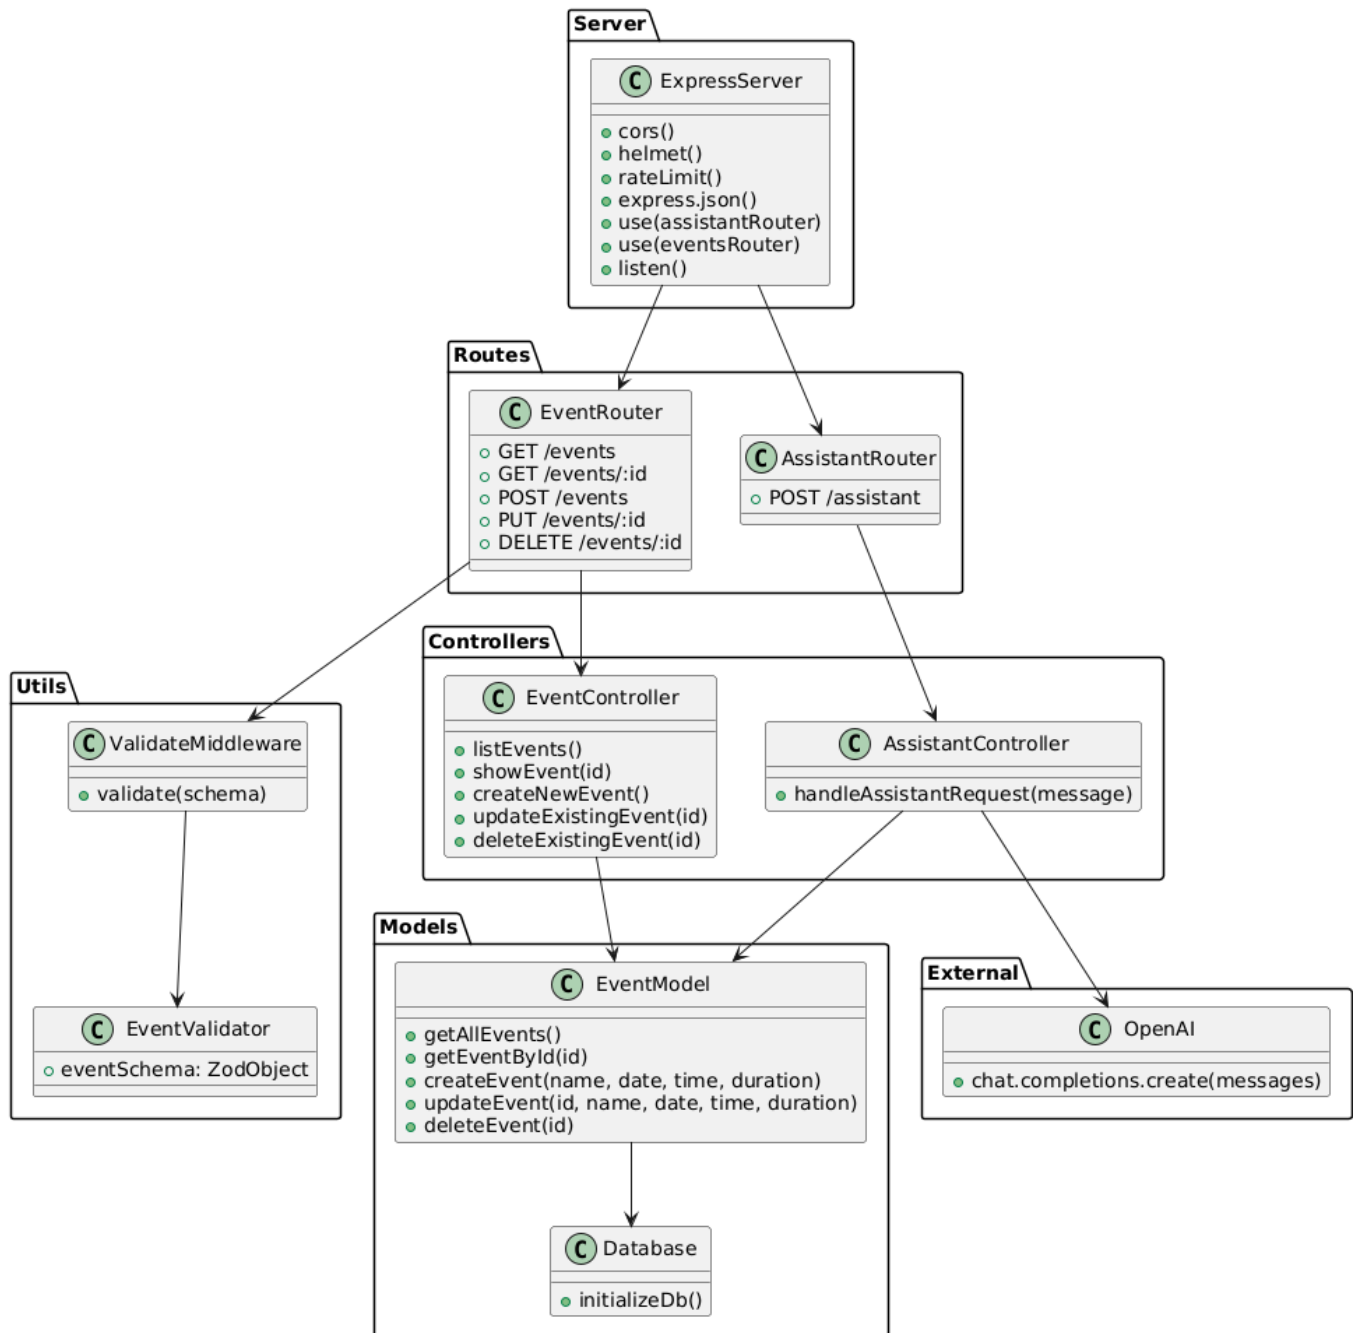 Server
C ExpressServer
cors()
helmet()
rateLimit()
express.json()
use(assistantRouter)
use(eventsRouter)
listen()
Routes
C EventRouter
GET /events
GET /events/:id
POST /events
PUT /events/:id
DELETE /events/:id
C AssistantRouter
POST /assistant
Controllers
C EventController
listEvents()
showEvent(id)
createNewEvent()
updateExistingEvent(id)
deleteExistingEvent(id)
C AssistantController
handleAssistantRequest(message)
Utils
C ValidateMiddleware
validate(schema)
C EventValidator
eventSchema: ZodObject
Models
C EventModel
getAllEvents()
getEventById(id)
createEvent(name, date, time, duration)
updateEvent(id, name, date, time, duration)
deleteEvent(id)
C Database
initializeDb()
External
C OpenAI
chat.completions.create(messages)